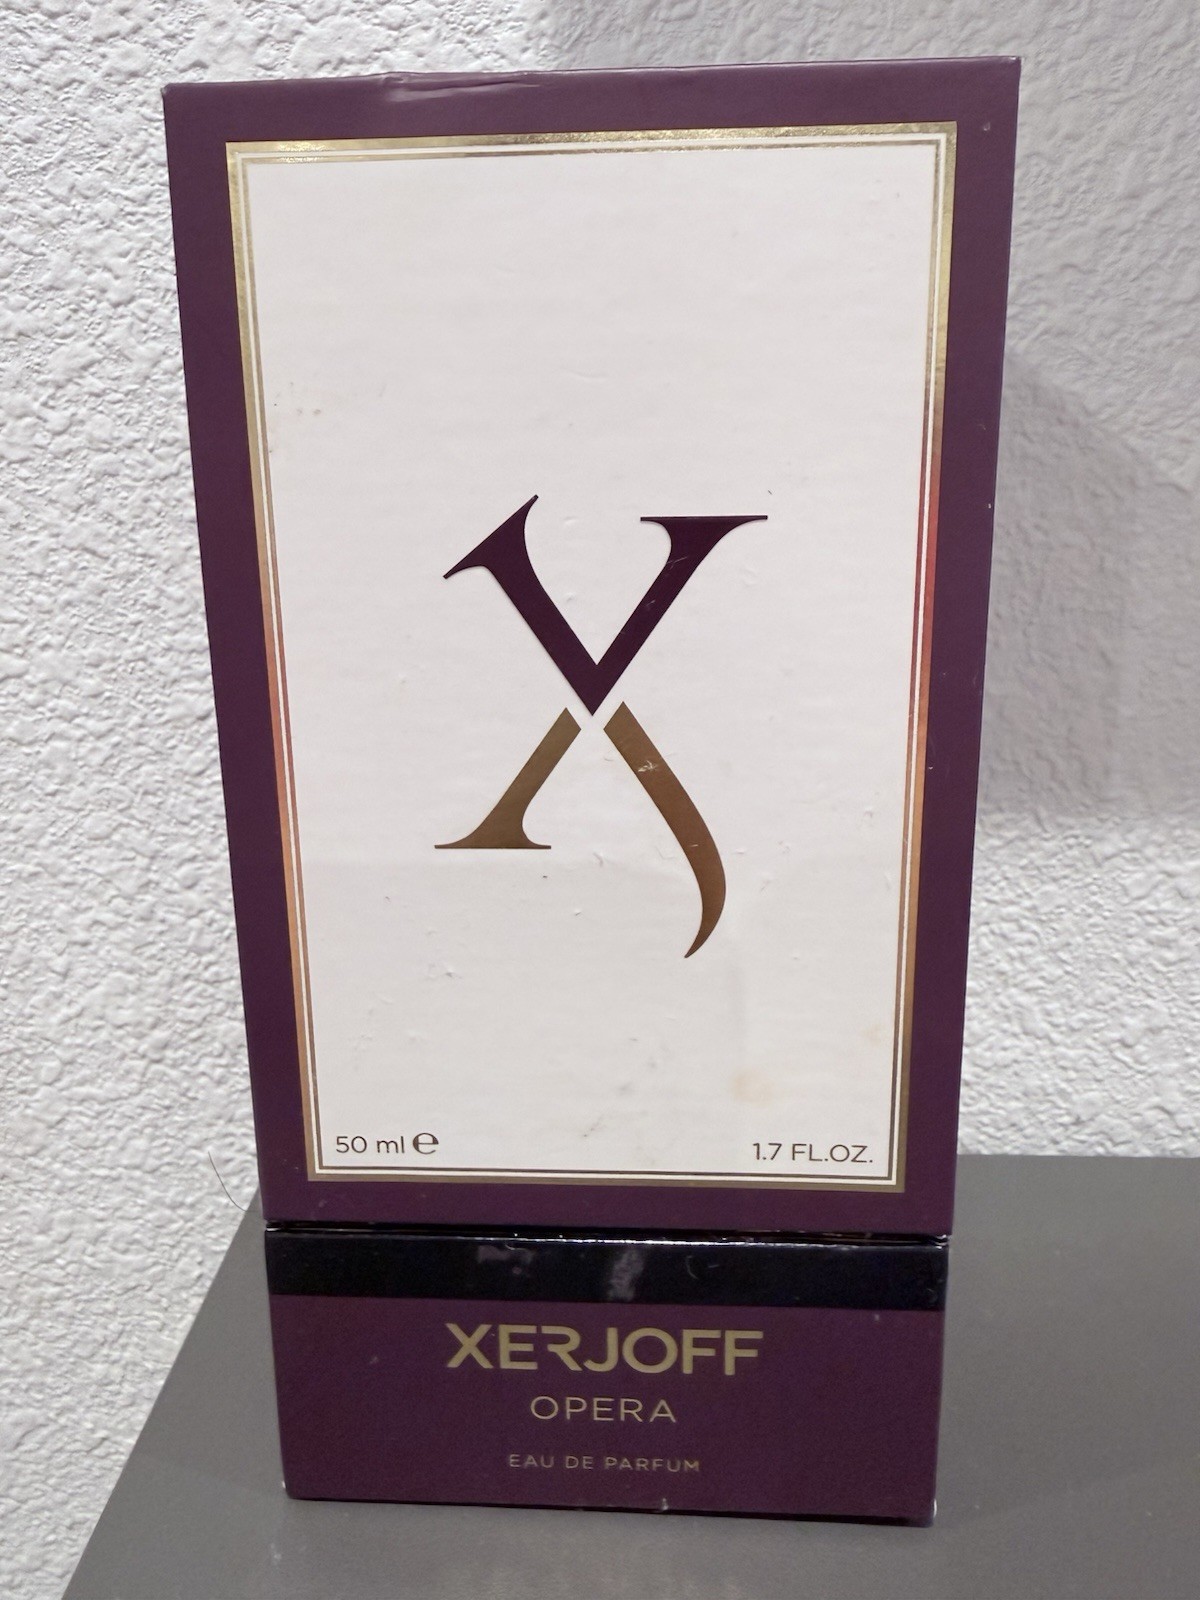 X
50 ml ℮
1.7 FL.OZ.
XERJOFF
OPERA
EAU DE PARFUM